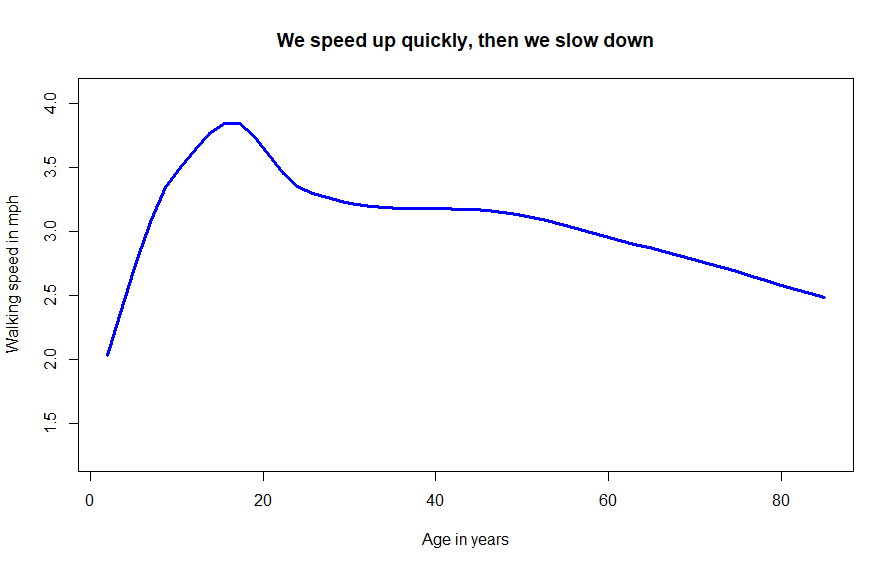 We speed up quickly, then we slow down
Walking speed in mph
4.0
3.5
3.0
2.5
2.0
1.5
0 20 40 60 80
Age in years